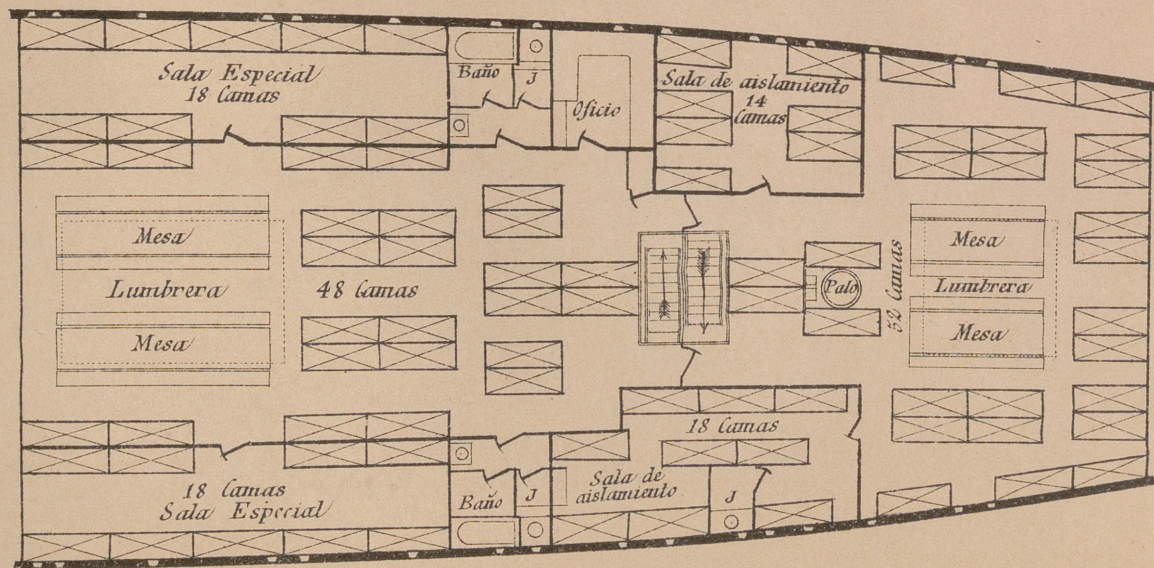 Sala Especial
18 Camas
Baño
J
Oficio
Sala de aislamiento
14
Camas
Mesa
Lumbrera
Mesa
48 Camas
Palo
52 Camas
Mesa
Lumbrera
Mesa
18 Camas
Sala de
aislamiento
J
18 Camas
Sala Especial
Baño
J